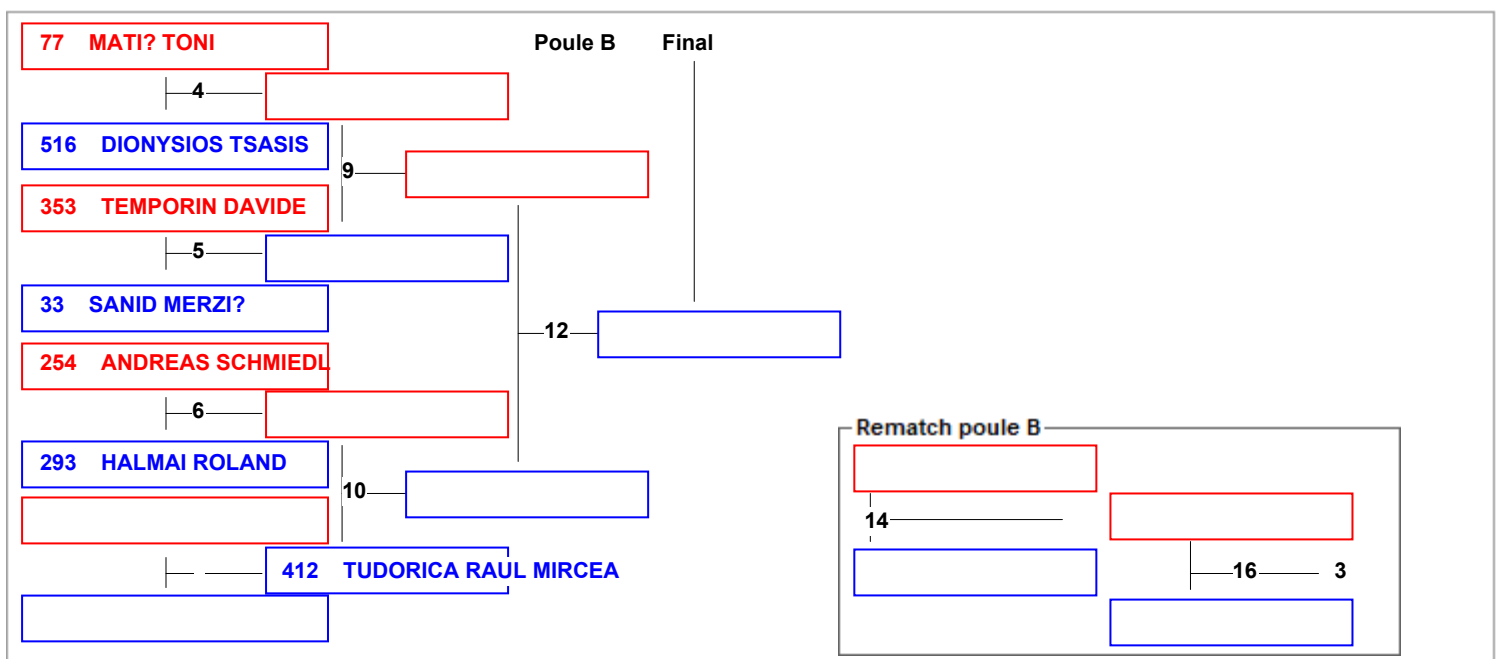 77 MATI? TONI
Poule B Final
4
516 DIONYSIOS TSASIS
9
353 TEMPORIN DAVIDE
5
33 SANID MERZI?
12
254 ANDREAS SCHMIEDL
6
Rematch poule B
293 HALMAI ROLAND
10
14
412 TUDORICA RAUL MIRCEA
16 3